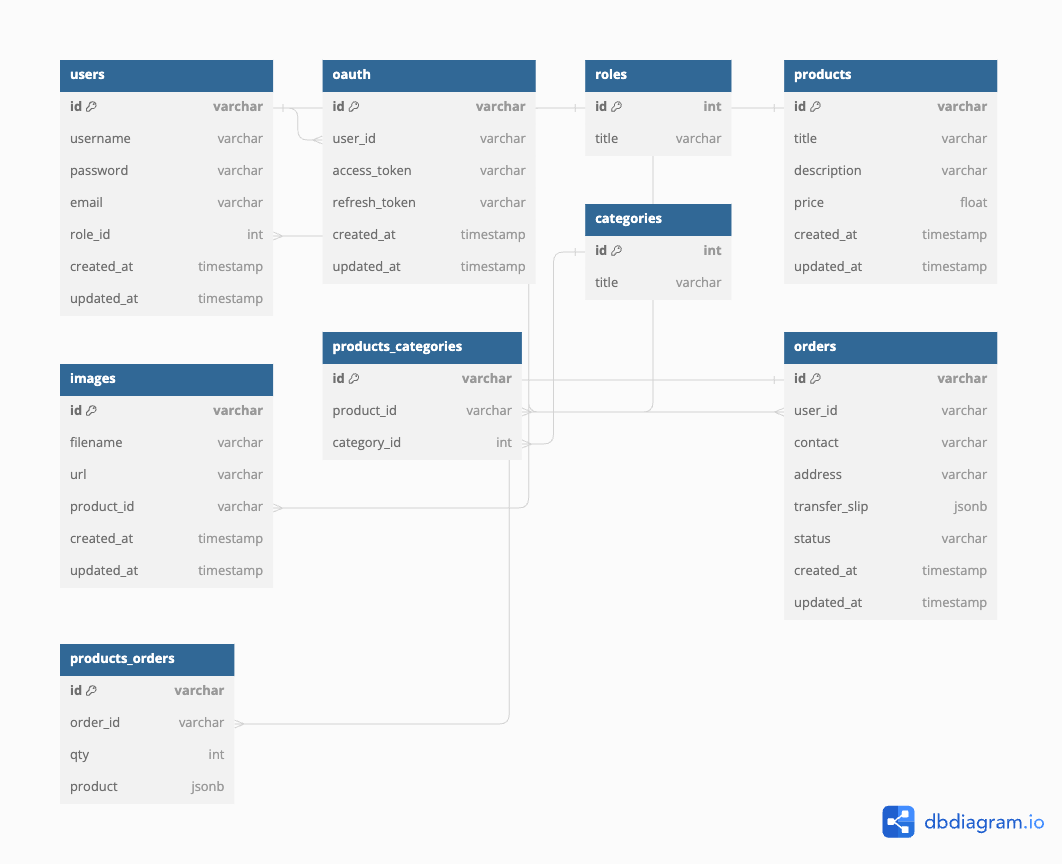 users
id varchar
username varchar
password varchar
email varchar
role_id int
created_at timestamp
updated_at timestamp
oauth
id varchar
user_id varchar
access_token varchar
refresh_token varchar
created_at timestamp
updated_at timestamp
roles
id int
title varchar
products
id varchar
title varchar
description varchar
price float
created_at timestamp
updated_at timestamp
categories
id int
title varchar
products_categories
id varchar
product_id varchar
category_id int
orders
id varchar
user_id varchar
contact varchar
address varchar
transfer_slip jsonb
status varchar
created_at timestamp
updated_at timestamp
images
id varchar
filename varchar
url varchar
product_id varchar
created_at timestamp
updated_at timestamp
products_orders
id varchar
order_id varchar
qty int
product jsonb
dbdiagram.io